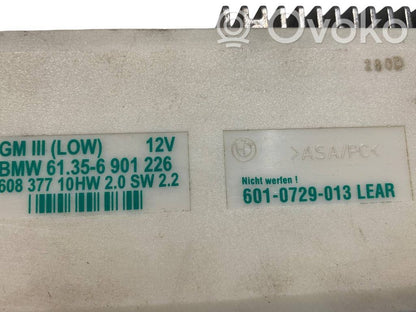 Ovoko
180D
GM III (LOW) 12V
BMW 61.35-6 901 226
608 377 10HW 2.0 SW 2.2
>ASA/PC<
Nicht werfen !
601-0729-013 LEAR